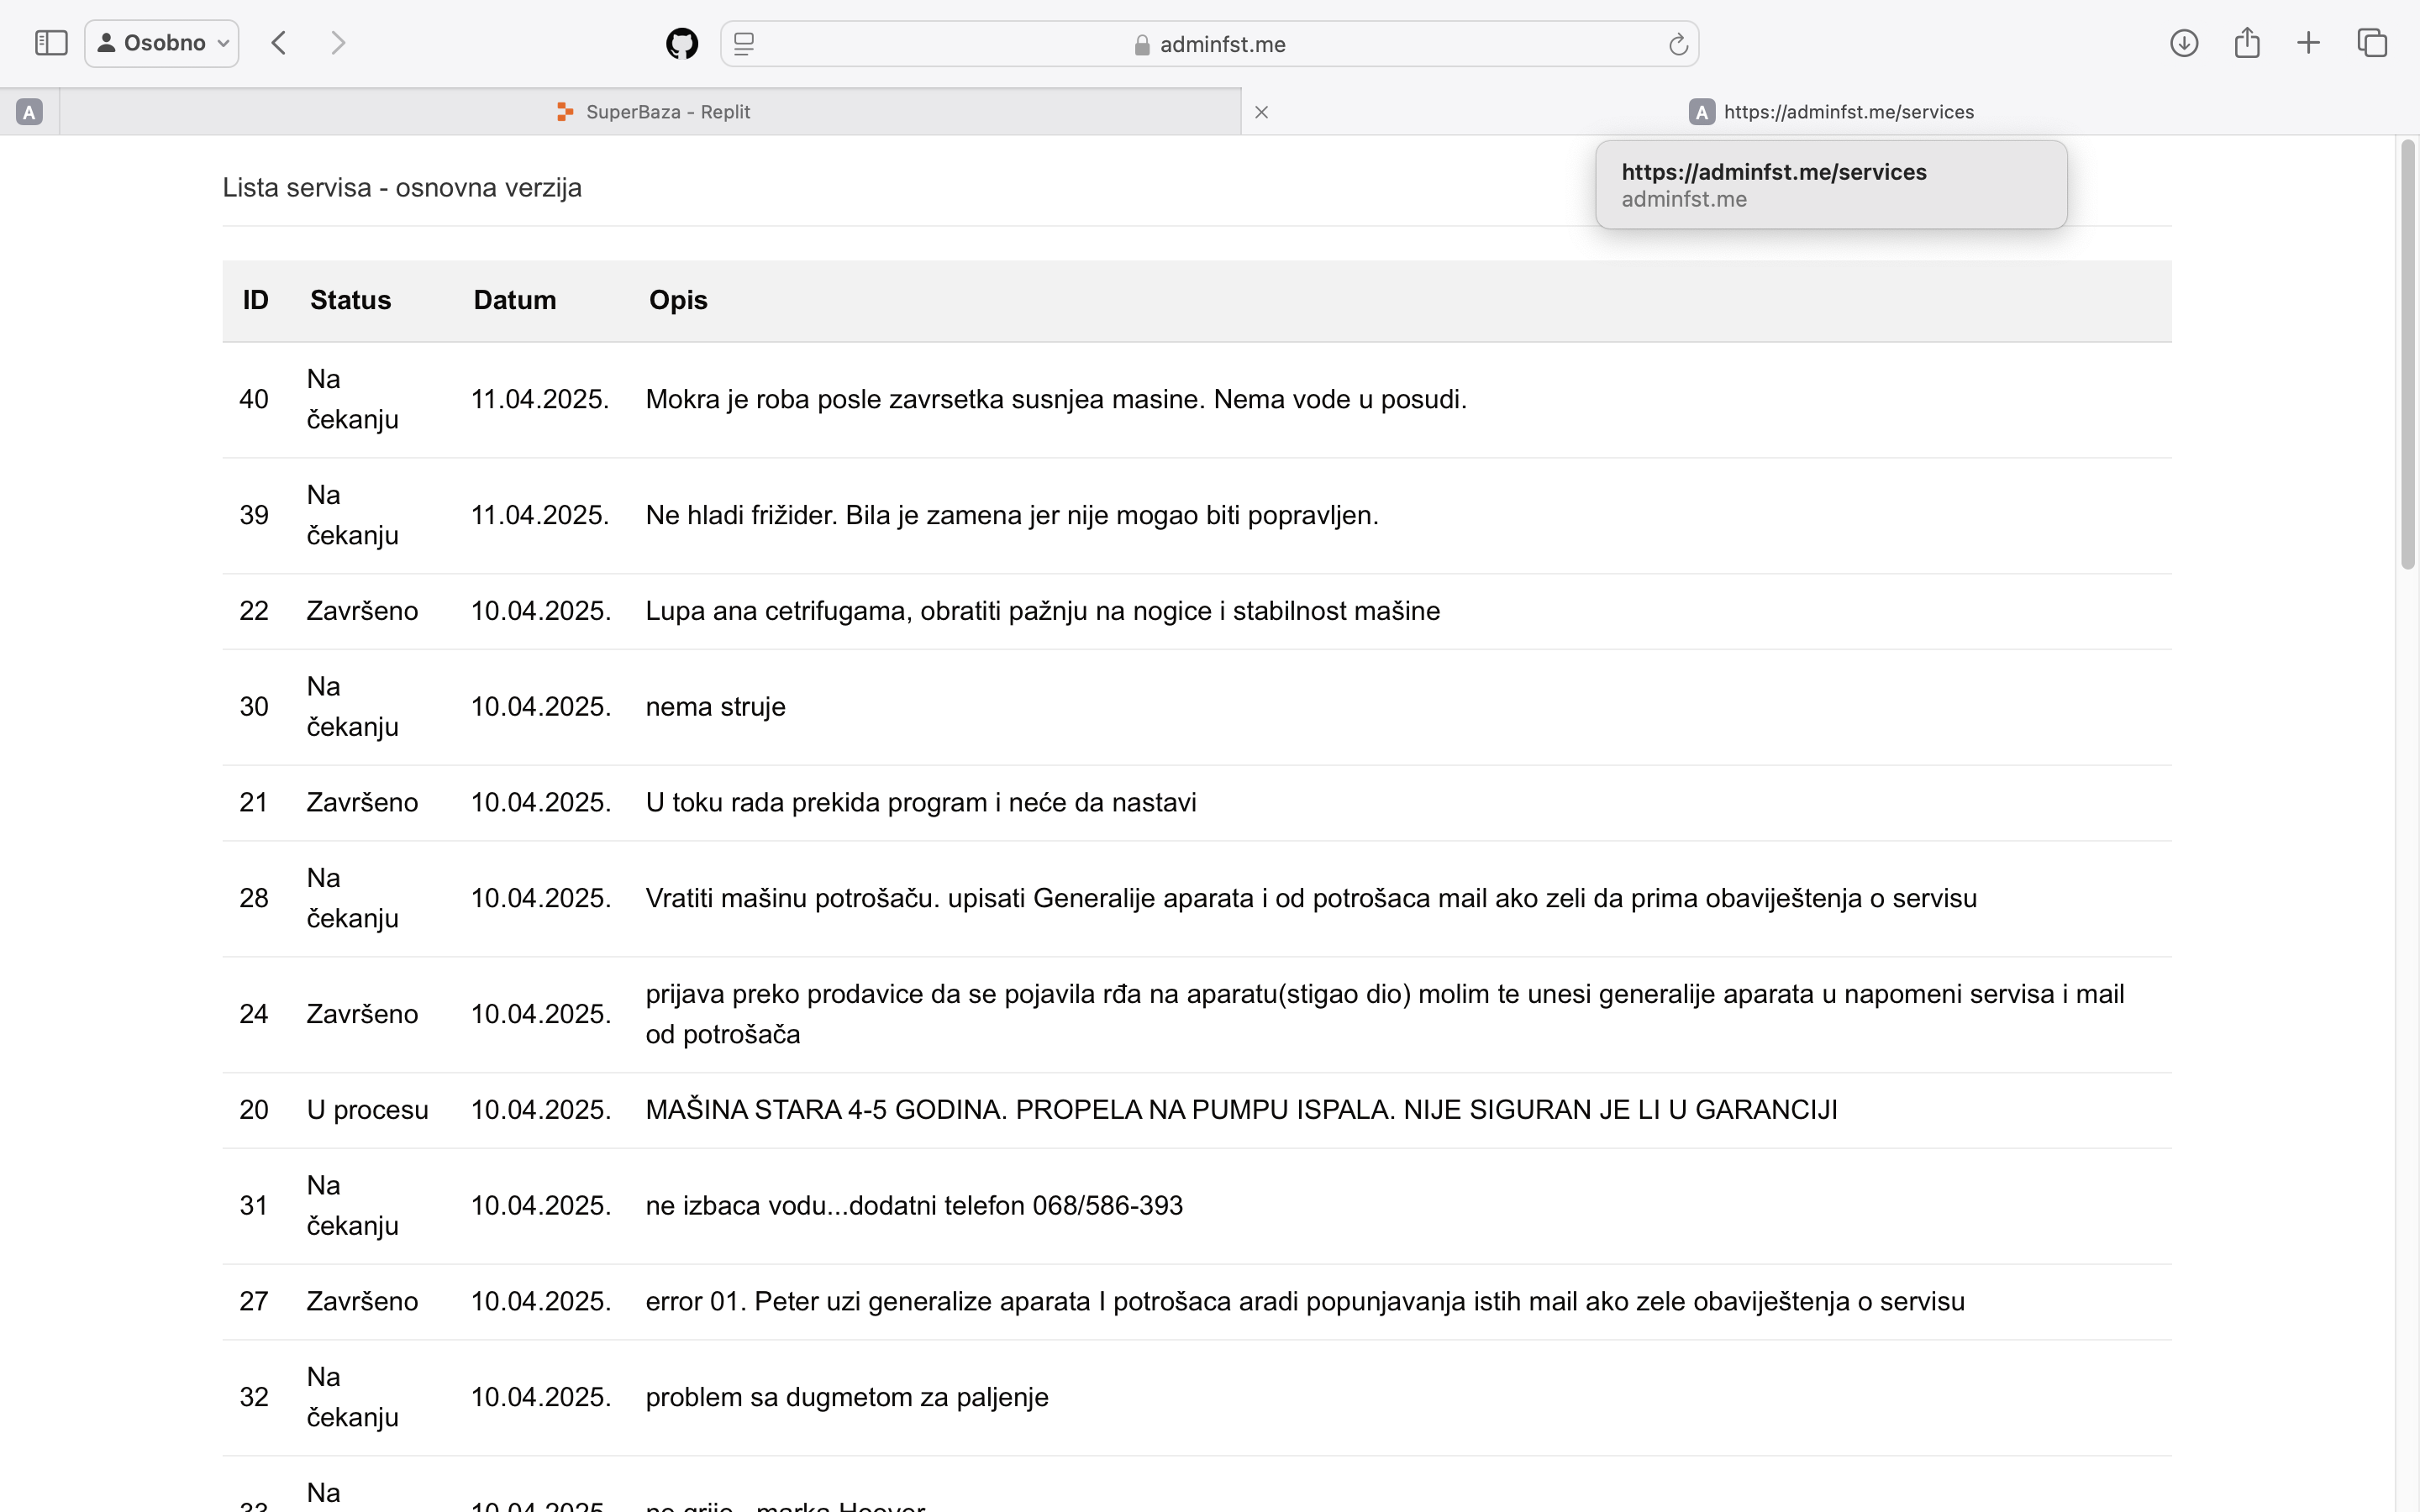 Osobno
adminfst.me
A
SuperBaza - Replit
A https://adminfst.me/services
https://adminfst.me/services
adminfst.me
Lista servisa - osnovna verzija
ID Status Datum Opis
40 Na čekanju 11.04.2025. Mokra je roba posle zavrsetka susnjea masine. Nema vode u posudi.
39 Na čekanju 11.04.2025. Ne hladi frižider. Bila je zamena jer nije mogao biti popravljen.
22 Završeno 10.04.2025. Lupa ana cetrifugama, obratiti pažnju na nogice i stabilnost mašine
30 Na čekanju 10.04.2025. nema struje
21 Završeno 10.04.2025. U toku rada prekida program i neće da nastavi
28 Na čekanju 10.04.2025. Vratiti mašinu potrošaču. upisati Generalije aparata i od potrošaca mail ako zeli da prima obaviještenja o servisu
24 Završeno 10.04.2025. prijava preko prodavice da se pojavila rđa na aparatu(stigao dio) molim te unesi generalije aparata u napomeni servisa i mail
od potrošača
20 U procesu 10.04.2025. MAŠINA STARA 4-5 GODINA. PROPELA NA PUMPU ISPALA. NIJE SIGURAN JE LI U GARANCIJI
31 Na čekanju 10.04.2025. ne izbaca vodu...dodatni telefon 068/586-393
27 Završeno 10.04.2025. error 01. Peter uzi generalize aparata I potrošaca aradi popunjavanja istih mail ako zele obaviještenja o servisu
32 Na čekanju 10.04.2025. problem sa dugmetom za paljenje
33 Na 10.04.2025